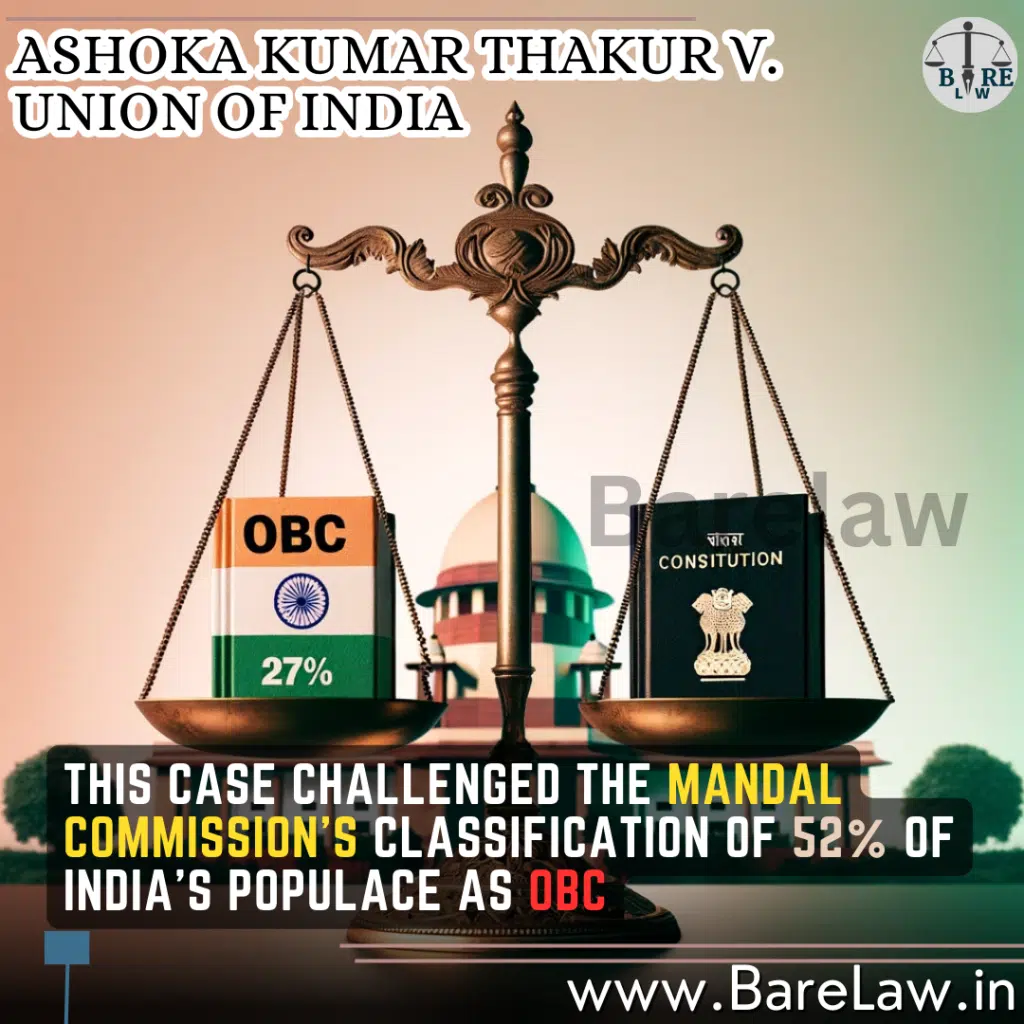 ASHOKA KUMAR THAKUR V.
UNION OF INDIA
B RE
L W
OBC
27%
Barelaw
CONSITUTION
THIS CASE CHALLENGED THE MANDAL
COMMISSION'S CLASSIFICATION OF 52% OF
INDIA'S POPULACE AS OBC
www.BareLaw.in